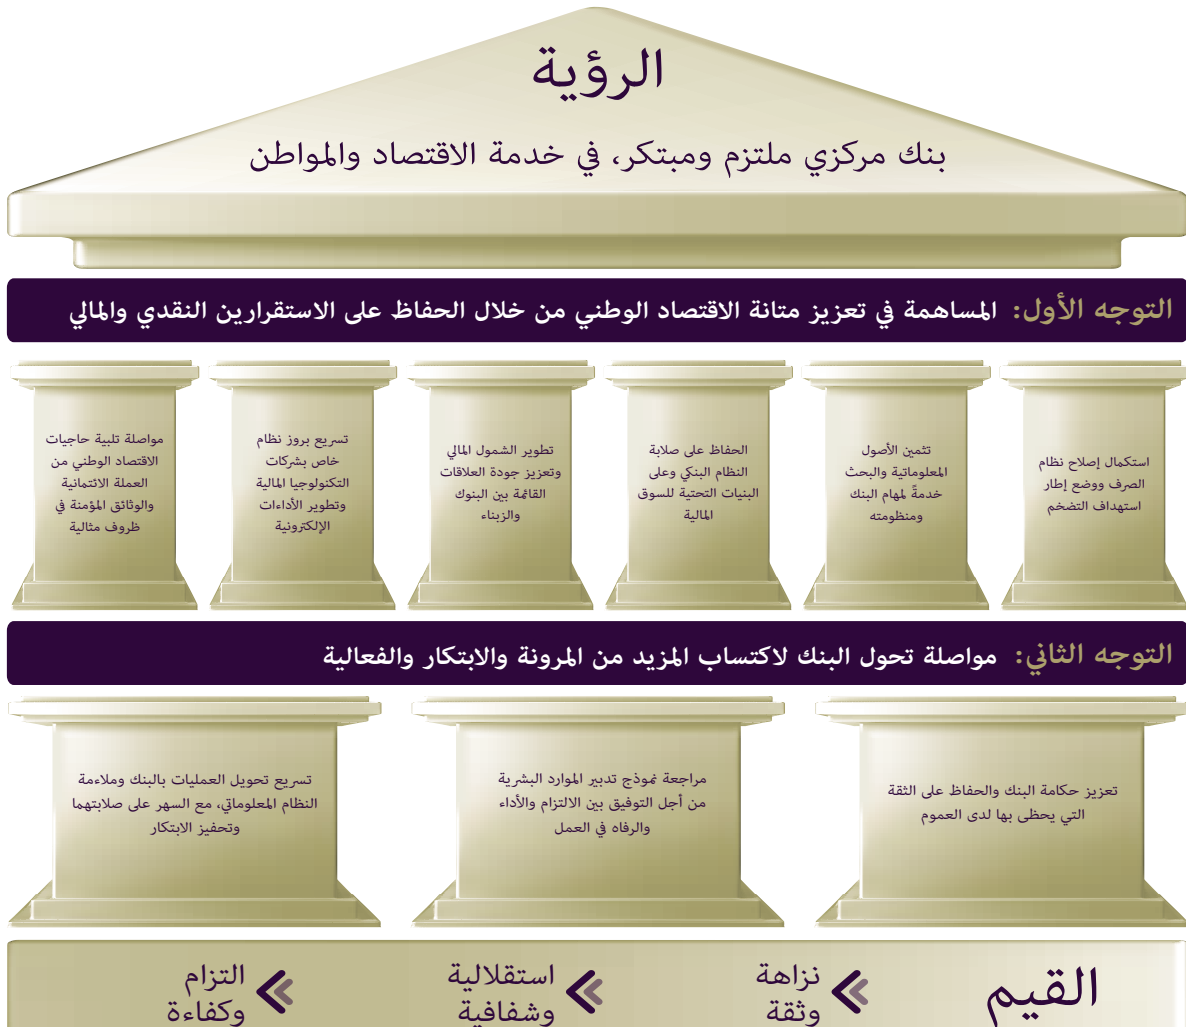 الرؤية
بنك مركزي ملتزم ومبتكر، في خدمة الاقتصاد والمواطن
التوجه الأول: المساهمة في تعزيز متانة الاقتصاد الوطني من خلال الحفاظ على الاستقرارين النقدي والمالي
استكمال إصلاح نظام
الصرف ووضع إطار
استهداف التضخم
تثمين الأصول
المعلوماتية والبحث
خدمةً لمهام البنك
ومنظومته
الحفاظ على صلابة
النظام البنكي وعلى
البنيات التحتية للسوق
المالية
تطوير الشمول المالي
وتعزيز جودة العلاقات
القائمة بين البنوك
والزبناء
تسريع بروز نظام
خاص بشركات
التكنولوجيا المالية
وتطوير الأداءات
الإلكترونية
مواصلة تلبية حاجيات
الاقتصاد الوطني من
العملة الائتمانية
والوثائق المؤمنة في
ظروف مثالية
التوجه الثاني: مواصلة تحول البنك لاكتساب المزيد من المرونة والابتكار والفعالية
تعزيز حكامة البنك والحفاظ على الثقة
التي يحظى بها لدى العموم
مراجعة نموذج تدبير الموارد البشرية
من أجل التوفيق بين الالتزام والأداء
والرفاه في العمل
تسريع تحويل العمليات بالبنك وملاءمة
النظام المعلوماتي، مع السهر على صلابتهما
وتحفيز الابتكار
القيم
نزاهة
وثقة
استقلالية
وشفافية
التزام
وكفاءة